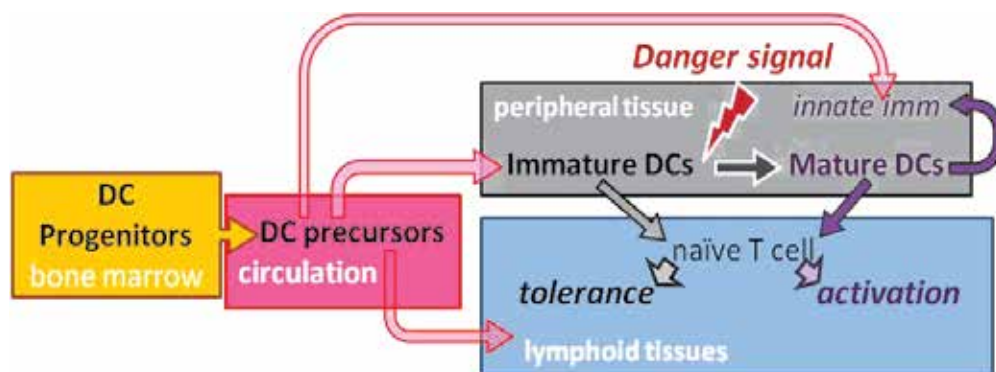 Danger signal
peripheral tissue
innate imm
Immature DCs
Mature DCs
DC
Progenitors
bone marrow
DC precursors
circulation
naïve T cell
tolerance
activation
lymphoid tissues